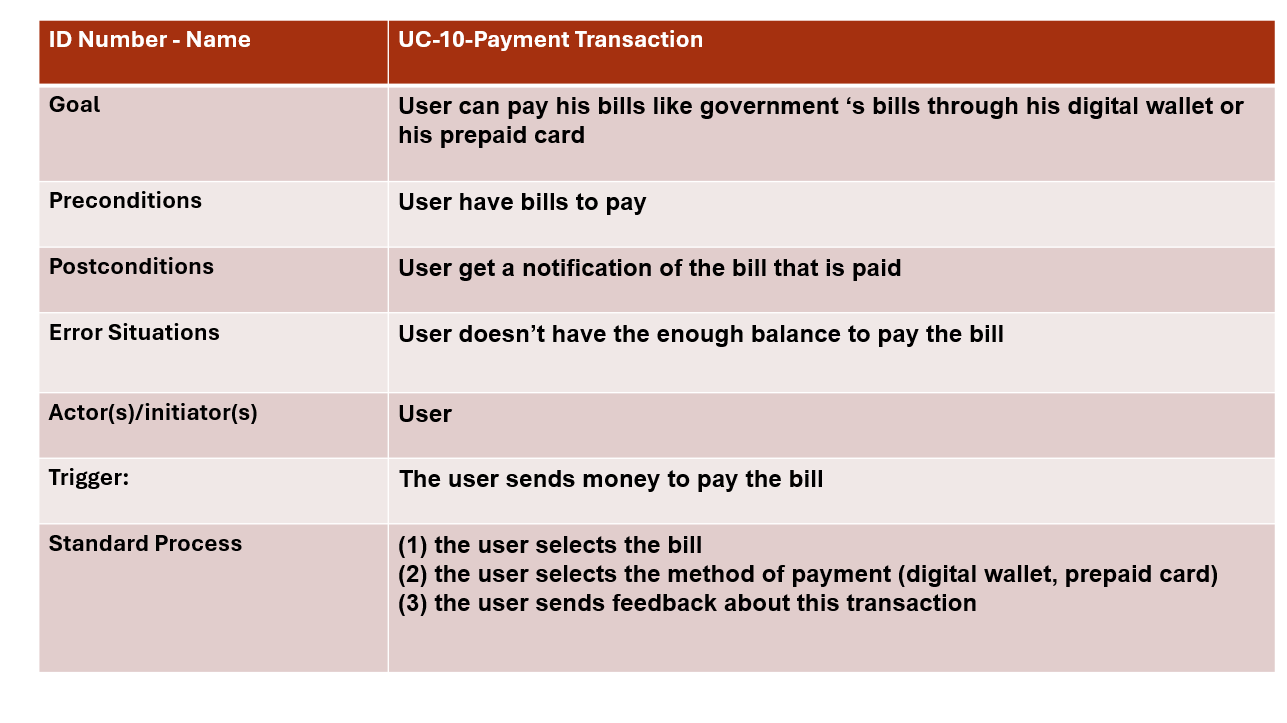 ID Number - Name
UC-10-Payment Transaction
Goal
User can pay his bills like government ‘s bills through his digital wallet or
his prepaid card
Preconditions
User have bills to pay
Postconditions
User get a notification of the bill that is paid
Error Situations
User doesn’t have the enough balance to pay the bill
Actor(s)/initiator(s)
User
Trigger:
The user sends money to pay the bill
Standard Process
(1) the user selects the bill
(2) the user selects the method of payment (digital wallet, prepaid card)
(3) the user sends feedback about this transaction